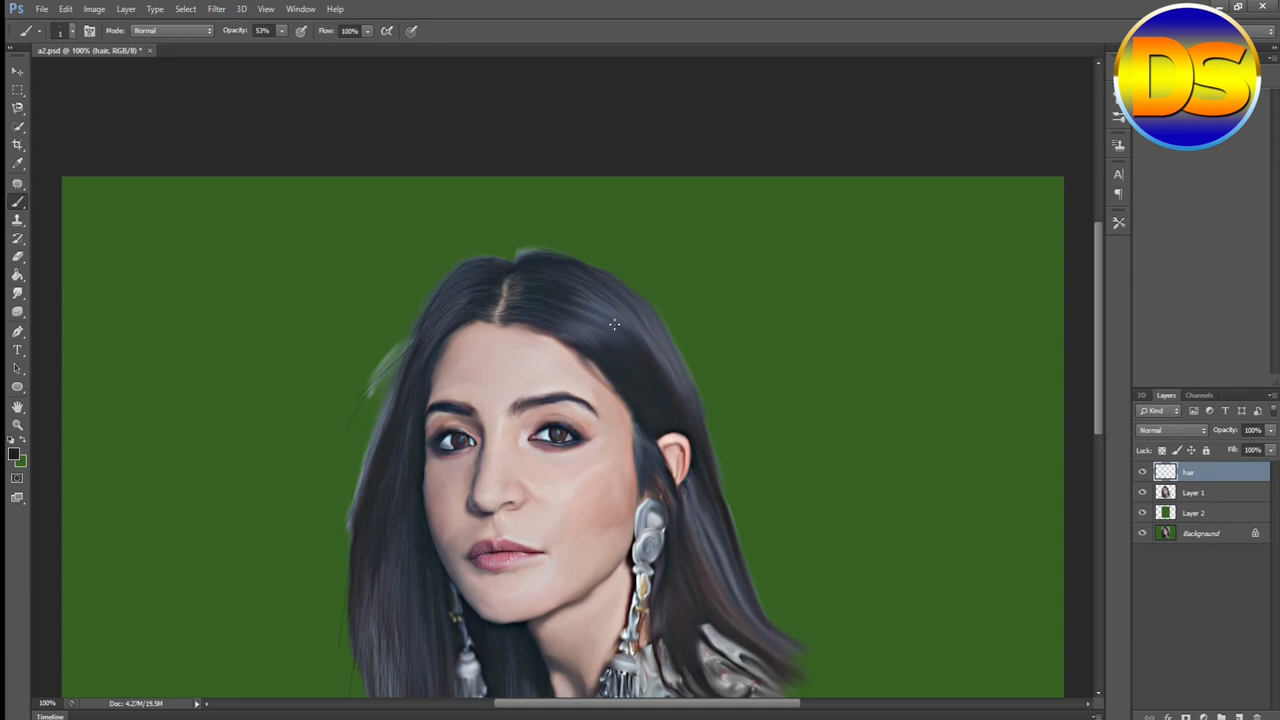 Ps File Edit Image Layer Type Select Filter 3D View Window Help
1 Mode: Normal Opacity: 53% Flow: 100%
a2.psd @ 100% (hair, RGB/8) * ×
DS
3D Layers Channels
Kind
Normal Opacity: 100%
Lock: Fill: 100%
hair
Layer 1
Layer 2
Background
100% Doc: 4.27M/19.5M
Timeline